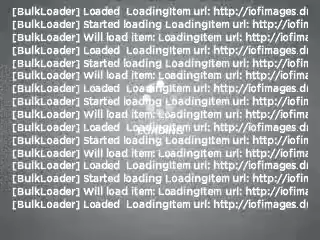 [BulkLoader] Loaded LoadingItem url: http://iofimages.d
[BulkLoader] Started loading LoadingItem url: http://iofi
[BulkLoader] Will load item: LoadingItem url: http://iofima
[BulkLoader] Loaded LoadingItem url: http://iofimages.d
[BulkLoader] Started loading LoadingItem url: http://iofi
[BulkLoader] Will load item: LoadingItem url: http://iofima
[BulkLoader] Loaded LoadingItem url: http://iofimages.d
[BulkLoader] Started loading LoadingItem url: http://iofi
[BulkLoader] Will load item: LoadingItem url: http://iofima
[BulkLoader] Loaded LoadingItem url: http://iofimages.d
[BulkLoader] Started loading LoadingItem url: http://iofi
[BulkLoader] Will load item: LoadingItem url: http://iofima
[BulkLoader] Loaded LoadingItem url: http://iofimages.d
[BulkLoader] Started loading LoadingItem url: http://iofi
[BulkLoader] Will load item: LoadingItem url: http://iofima
[BulkLoader] Loaded LoadingItem url: http://iofimages.d